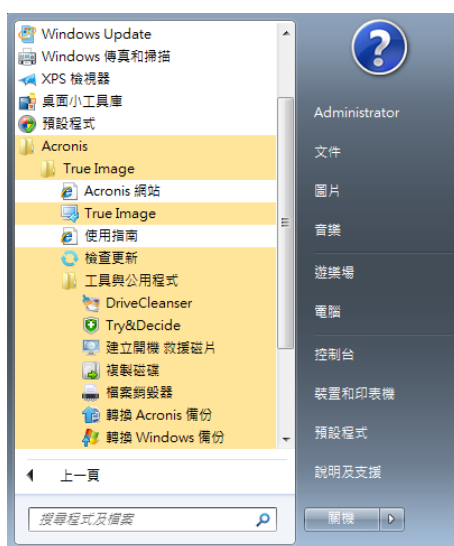 Windows Update
Windows 傳真和掃描
XPS 檢視器
桌面小工具庫
預設程式
Acronis
True Image
Acronis 網站
True Image
使用指南
檢查更新
工具與公用程式
DriveCleanser
Try&Decide
建立開機 救援磁片
複製磁碟
檔案銷毀器
轉換 Acronis 備份
轉換 Windows 備份
上一頁
搜尋程式及檔案
Administrator
文件
圖片
音樂
遊樂場
電腦
控制台
裝置和印表機
預設程式
說明及支援
關機